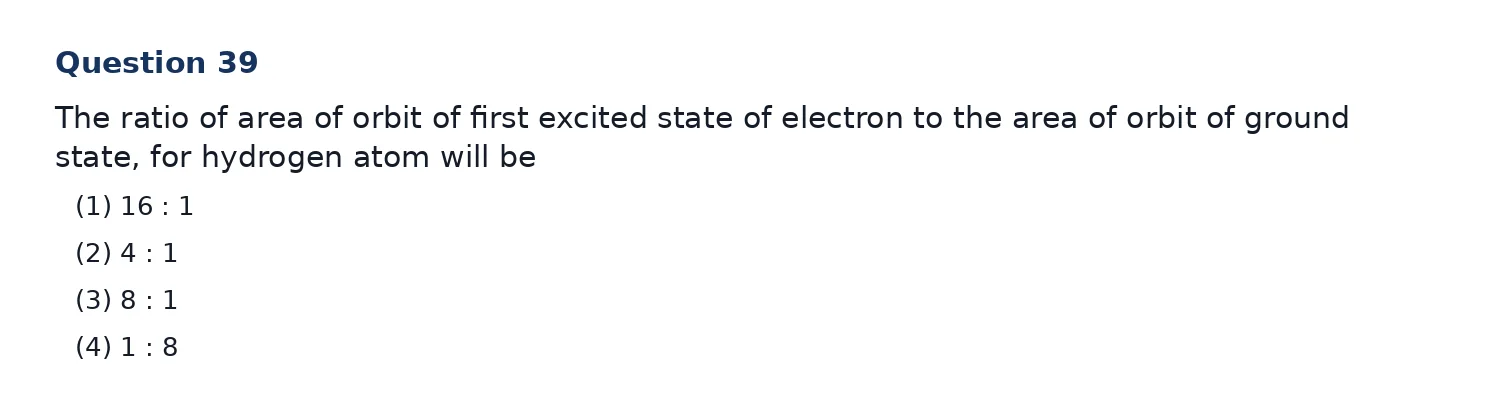 Question 39
The ratio of area of orbit of first excited state of electron to the area of orbit of ground
state, for hydrogen atom will be
(1) 16 : 1
(2) 4 : 1
(3) 8 : 1
(4) 1 : 8